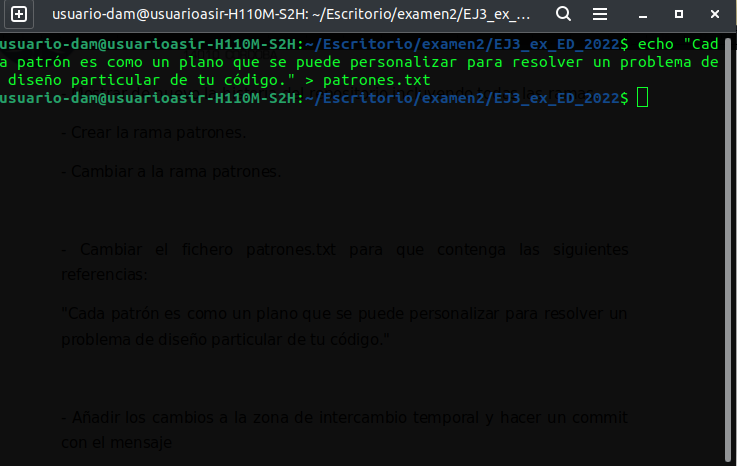 usuario-dam@usuarioasir-H110M-S2H: ~/Escritorio/examen2/EJ3_ex_...
usuario-dam@usuarioasir-H110M-S2H:~/Escritorio/examen2/EJ3_ex_ED_2022$ echo "Cad
a patrón es como un plano que se puede personalizar para resolver un problema de
diseño particular de tu código." > patrones.txt
usuario-dam@usuarioasir-H110M-S2H:~/Escritorio/examen2/EJ3_ex_ED_2022$
- Crear la rama patrones.
- Cambiar a la rama patrones.
- Cambiar el fichero patrones.txt para que contenga las siguientes
referencias:
"Cada patrón es como un plano que se puede personalizar para resolver un
problema de diseño particular de tu código."
- Añadir los cambios a la zona de intercambio temporal y hacer un commit
con el mensaje